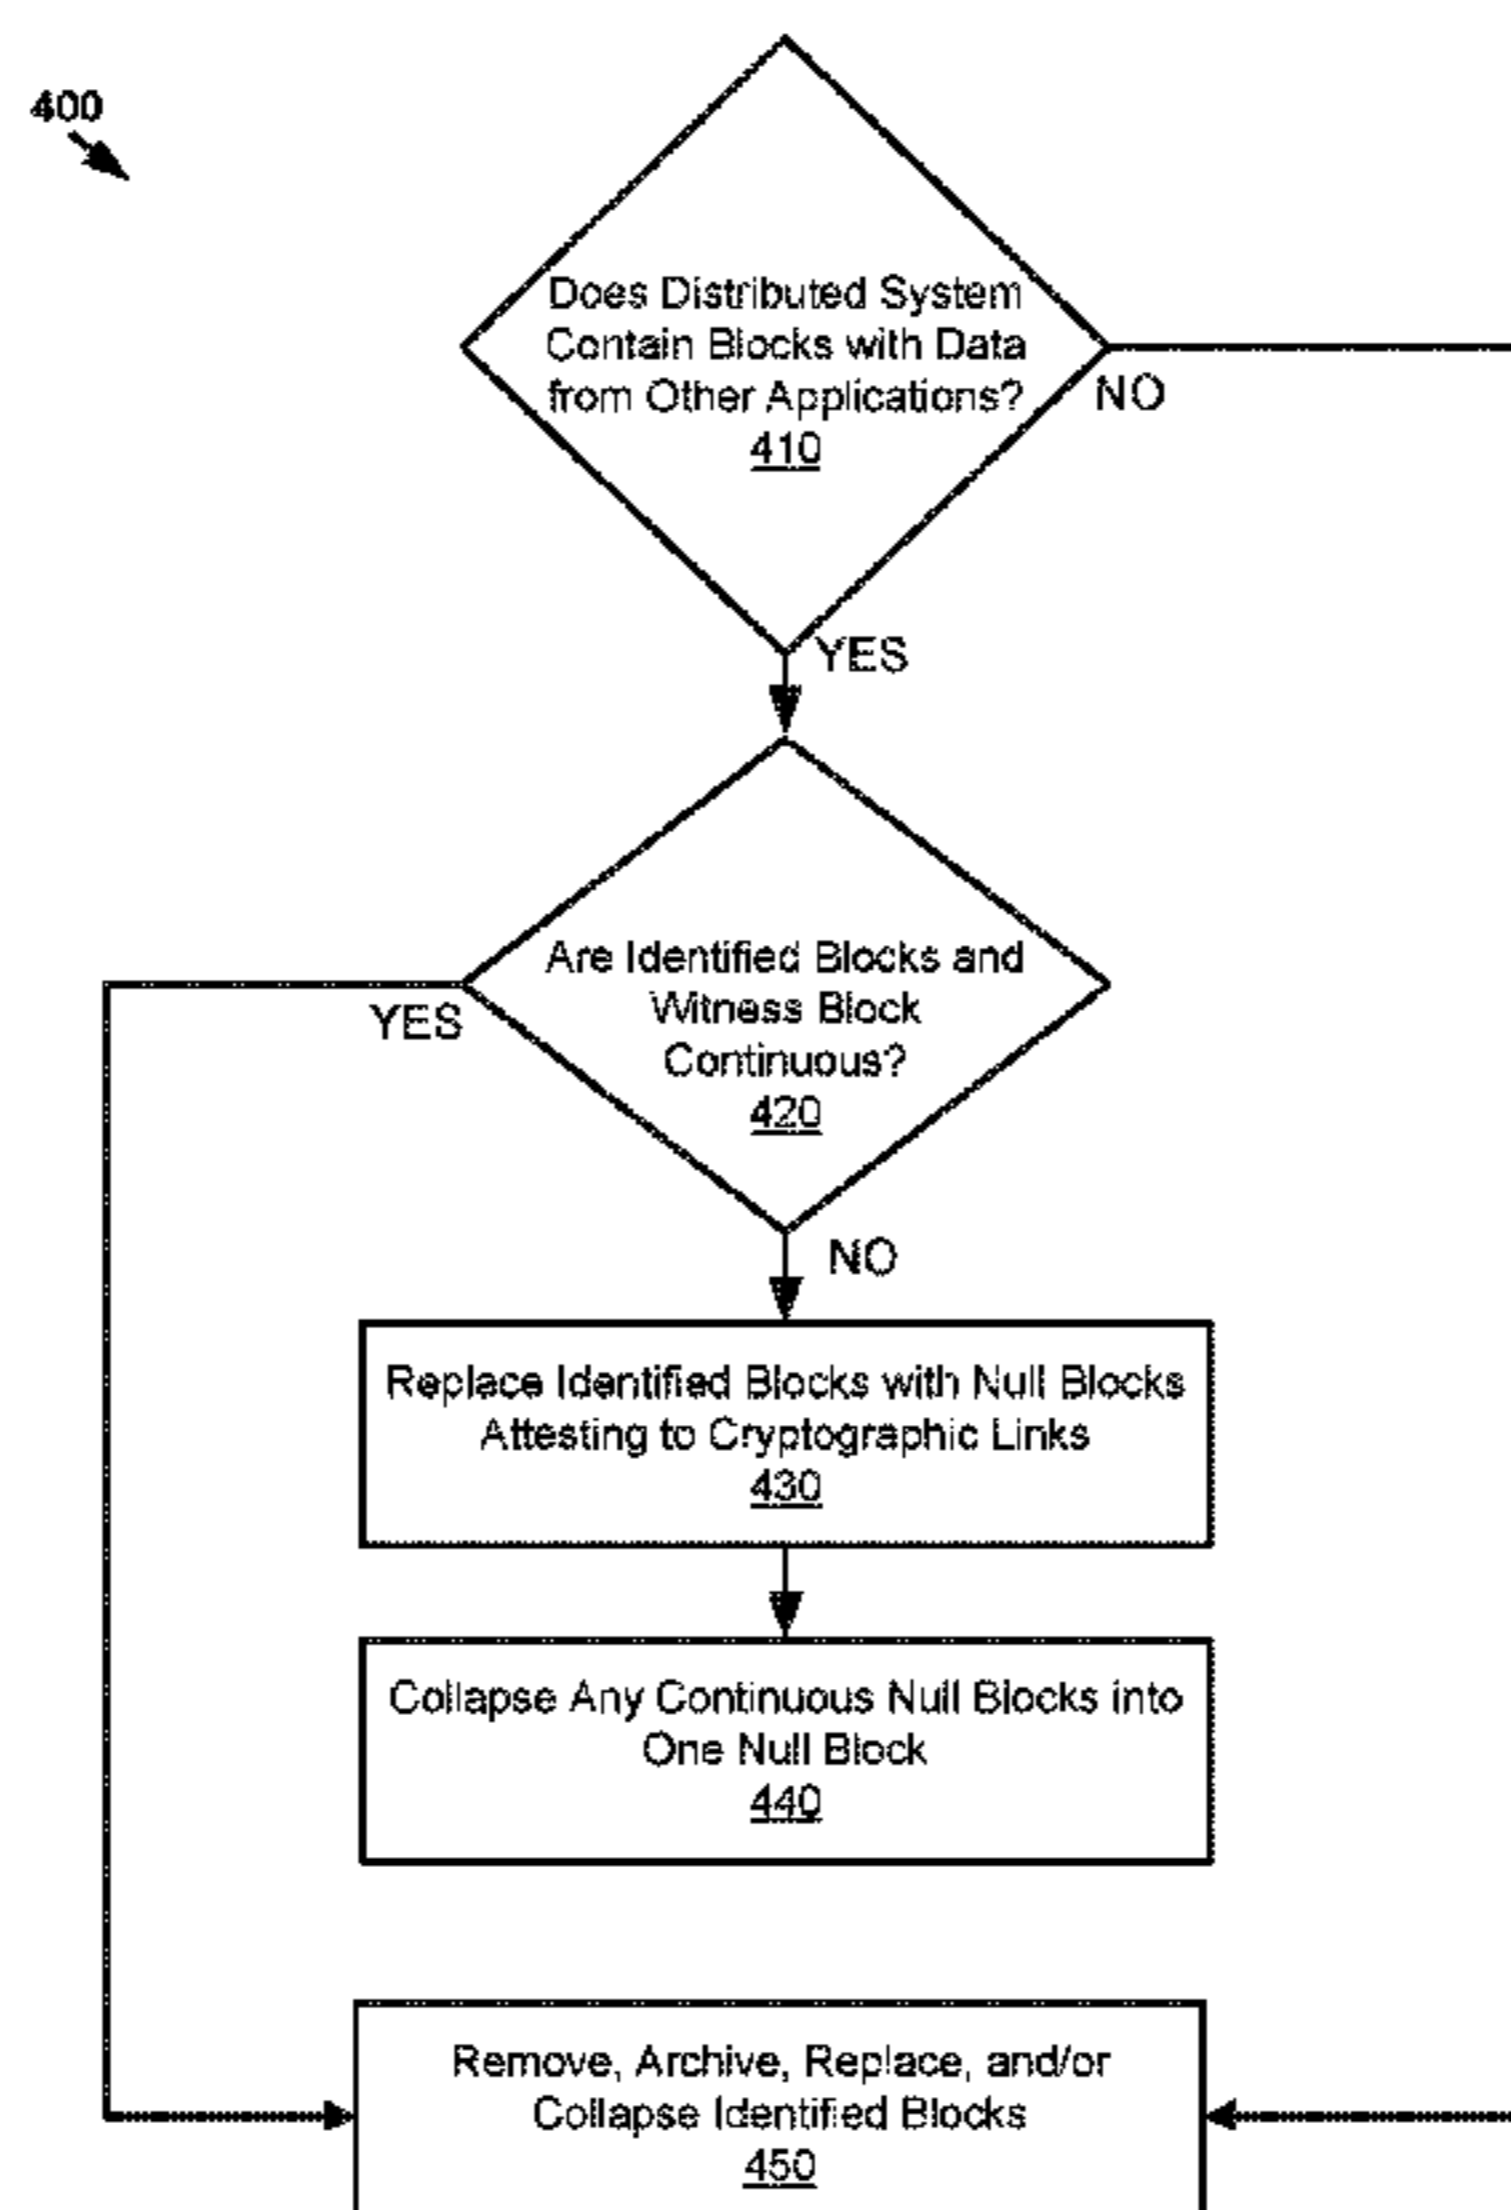 400
Does Distributed System
Contain Blocks with Data
from Other Applications?
410
NO
YES
Are Identified Blocks and
Witness Block
Continuous?
420
YES
NO
Replace Identified Blocks with Null Blocks
Attesting to Cryptographic Links
430
Collapse Any Continuous Null Blocks into
One Null Block
440
Remove, Archive, Replace, and/or
Collapse Identified Blocks
450